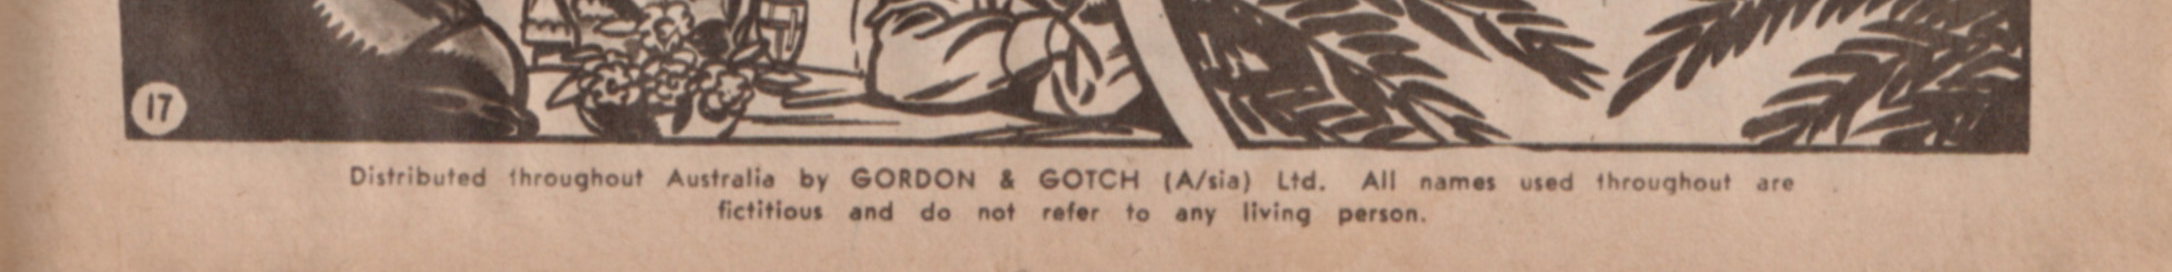 17
Distributed throughout Australia by GORDON & GOTCH (A/sia) Ltd. All names used throughout are
fictitious and do not refer to any living person.